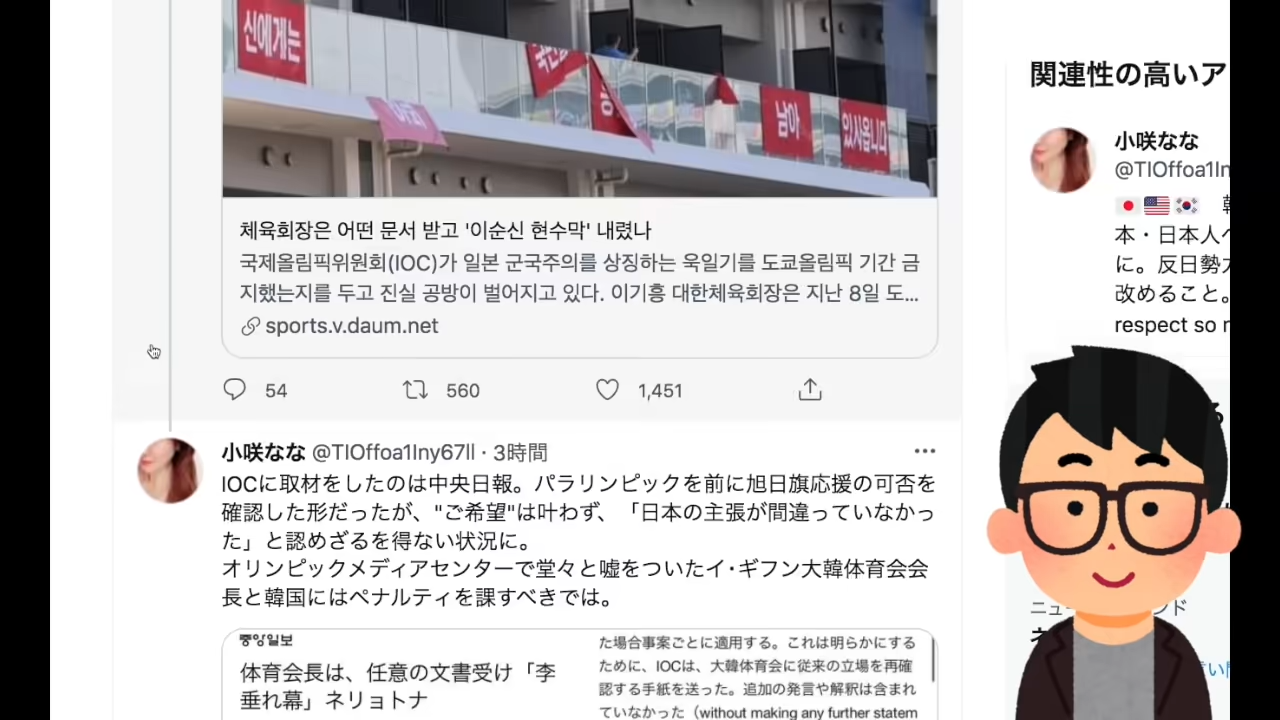 신에게는
남아
있사옵니다
体육회장은 어떤 문서 받고 '이순신 현수막' 내렸나
국제올림픽위원회(IOC)가 일본 군국주의를 상징하는 욱일기를 도쿄올림픽 기간 금
지했는지를 두고 진실 공방이 벌어지고 있다. 이기흥 대한체육회장은 지난 8일 도...
sports.v.daum.net
54
560
1,451
小咲なな @TIOffoa1Iny67Il · 3時間
IOCに取材をしたのは中央日報。パラリンピックを前に旭日旗応援の可否を
確認した形だったが、"ご希望"は叶わず、「日本の主張が間違っていなかっ
た」と認めざるを得ない状況に。
オリンピックメディアセンターで堂々と嘘をついたイ・ギフン大韓体育会会
長と韓国にはペナルティを課すべきでは。
중앙일보
体育会長は、任意の文書受け「李
垂れ幕」ネリョトナ
た場合事案ごとに適用する。これは明らかにする
ために、IOCは、大韓体育会に従来の立場を再確
認する手紙を送った。追加の発言や解釈は含まれ
ていなかった（without making any further statem
関連性の高いア
小咲なな
@TIOffoa1In
本・日本人へ
に。反日勢力
改めること。
respect so n